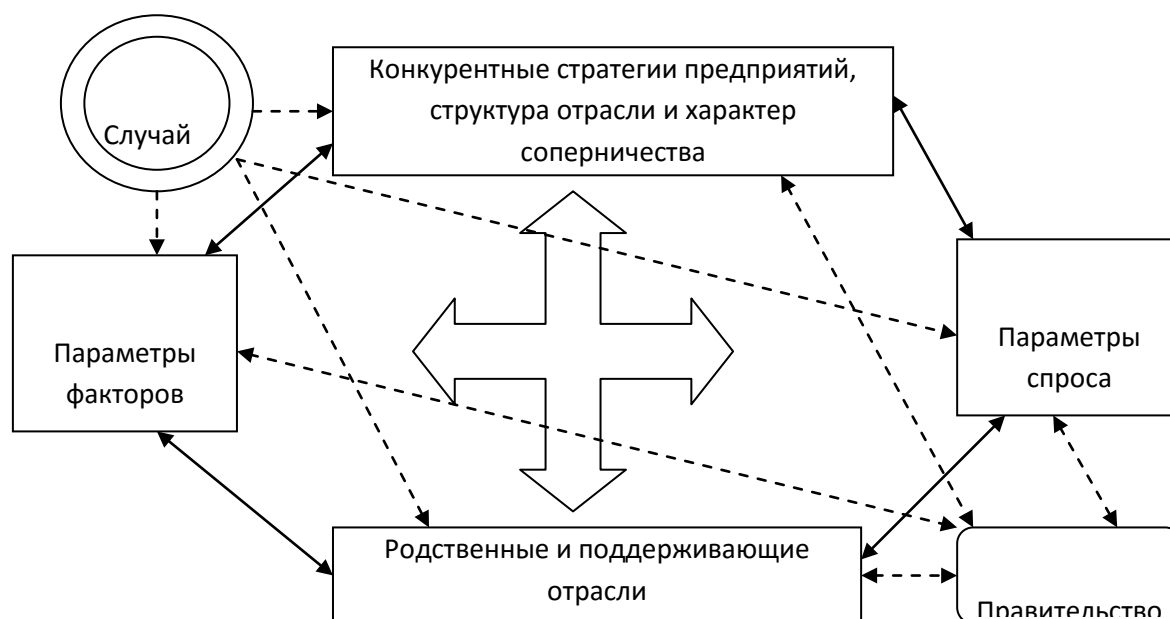 Конкурентные стратегии предприятий,
структура отрасли и характер
соперничества
Случай
Параметры
факторов
Параметры
спроса
Родственные и поддерживающие
отрасли
Правительство